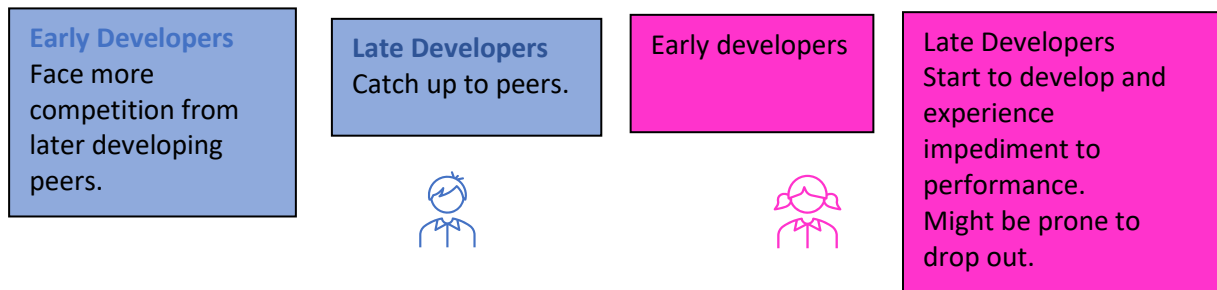 Early Developers
Face more
competition from
later developing
peers.
Late Developers
Catch up to peers.
Early developers
Late Developers
Start to develop and
experience
impediment to
performance.
Might be prone to
drop out.